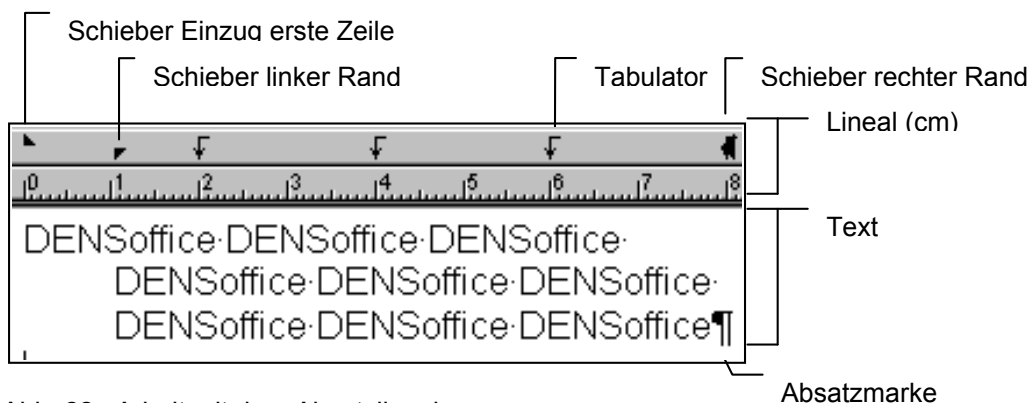 Schieber Einzug erste Zeile
Schieber linker Rand
Tabulator
Schieber rechter Rand
Lineal (cm)
0 1 2 3 4 5 6 7 8
DENSoffice·DENSoffice·DENSoffice·
Text
DENSoffice·DENSoffice·DENSoffice·
DENSoffice·DENSoffice·DENSoffice¶
Absatzmarke